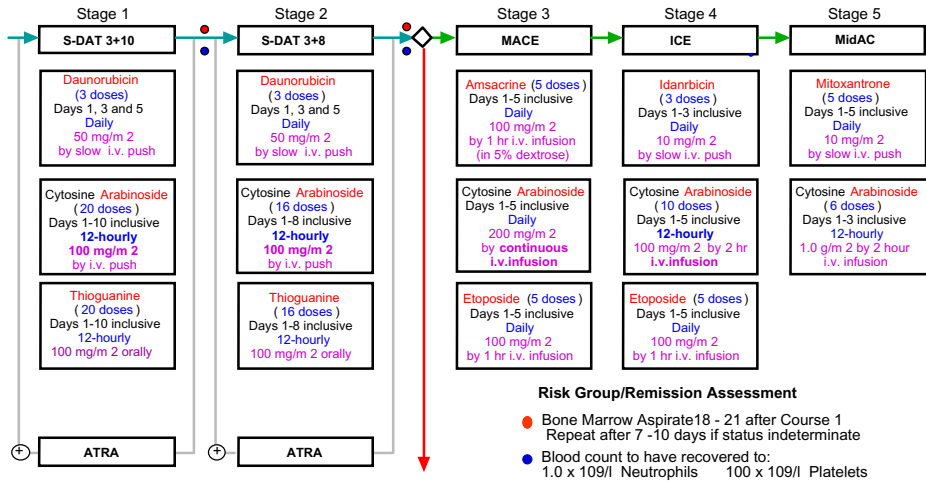 Stage 1
Stage 2
Stage 3
Stage 4
Stage 5
S-DAT 3+10
S-DAT 3+8
MACE
ICE
MidAC
Daunorubicin
(3 doses)
Days 1, 3 and 5
Daily
50 mg/m 2
by slow i.v. push
Daunorubicin
(3 doses )
Days 1, 3 and 5
Daily
50 mg/m 2
by slow i.v. push
Amsacrine (5 doses)
Days 1-5 inclusive
Daily
100 mg/m 2
by 1 hr i.v. infusion
(in 5% dextrose)
Idanrbicin
(3 doses )
Days 1-3 inclusive
Daily
10 mg/m 2
by slow i.v. push
Mitoxantrone
(5 doses )
Days 1-5 inclusive
Daily
10 mg/m 2
by slow i.v. push
Cytosine Arabinoside
(20 doses )
Days 1-10 inclusive
12-hourly
100 mg/m 2
by i.v. push
Cytosine Arabinoside
( 16 doses )
Days 1-8 inclusive
12-hourly
100 mg/m 2
by i.v. push
Cytosine Arabinoside
Days 1-5 inclusive
Daily
200 mg/m 2
by continuous
i.v.infusion
Cytosine Arabinoside
(10 doses )
Days 1-5 inclusive
12-hourly
100 mg/m 2 by 2 hr
i.v.infusion
Cytosine Arabinoside
(6 doses )
Days 1-3 inclusive
12-hourly
1.0 g/m 2 by 2 hour
i.v. infusion
Thioguanine
( 20 doses )
Days 1-10 inclusive
12-hourly
100 mg/m 2 orally
Thioguanine
( 16 doses )
Days 1-8 inclusive
12-hourly
100 mg/m 2 orally
Etoposide (5 doses )
Days 1-5 inclusive
Daily
100 mg/m 2
by 1 hr i.v. infusion
Etoposide (5 doses )
Days 1-5 inclusive
Daily
100 mg/m 2
by 1 hr i.v. infusion
+
ATRA
+
ATRA
Risk Group/Remission Assessment
Bone Marrow Aspirate18 - 21 after Course 1
Repeat after 7 -10 days if status indeterminate
Blood count to have recovered to:
1.0 x 109/l Neutrophils 100 x 109/l Platelets